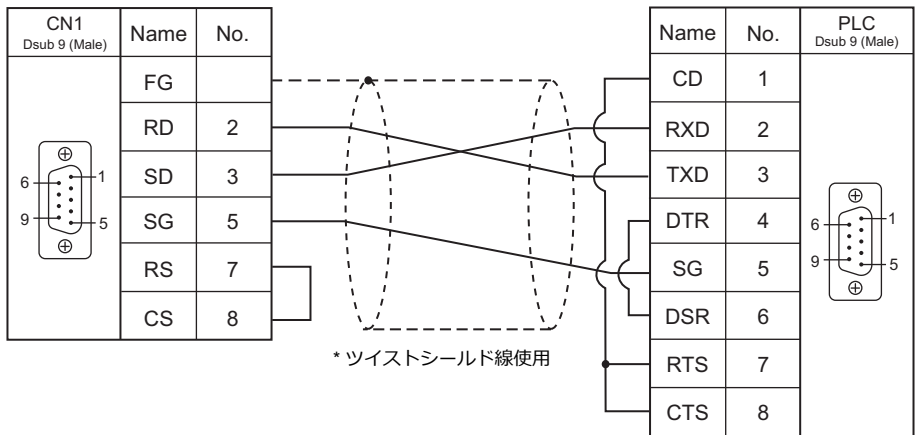 CN1
Dsub 9 (Male)
Name No.
FG
RD 2
SD 3
SG 5
RS 7
CS 8
6
1
9
5
* ツイストシールド線使用
Name No.
PLC
Dsub 9 (Male)
CD 1
RXD 2
TXD 3
DTR 4
SG 5
DSR 6
RTS 7
CTS 8
6
1
9
5